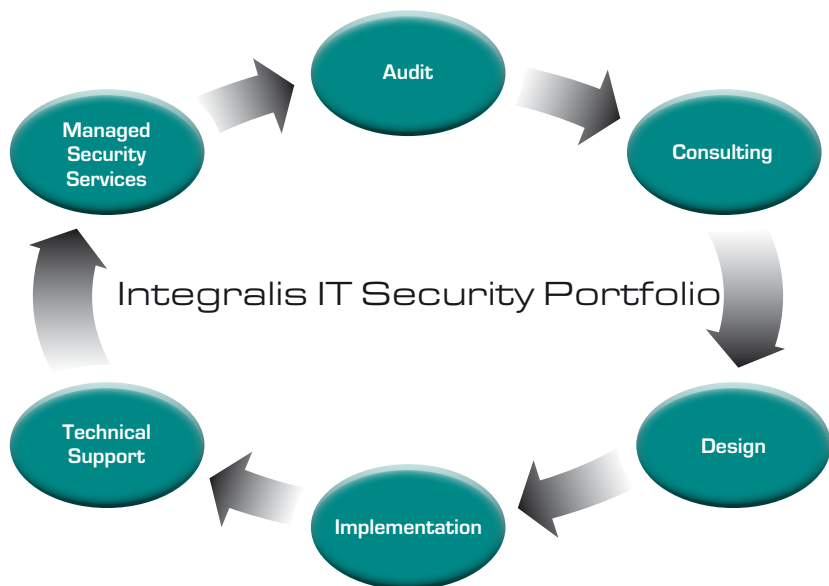 Audit
Consulting
Managed
Security
Services
Integralis IT Security Portfolio
Design
Technical
Support
Implementation